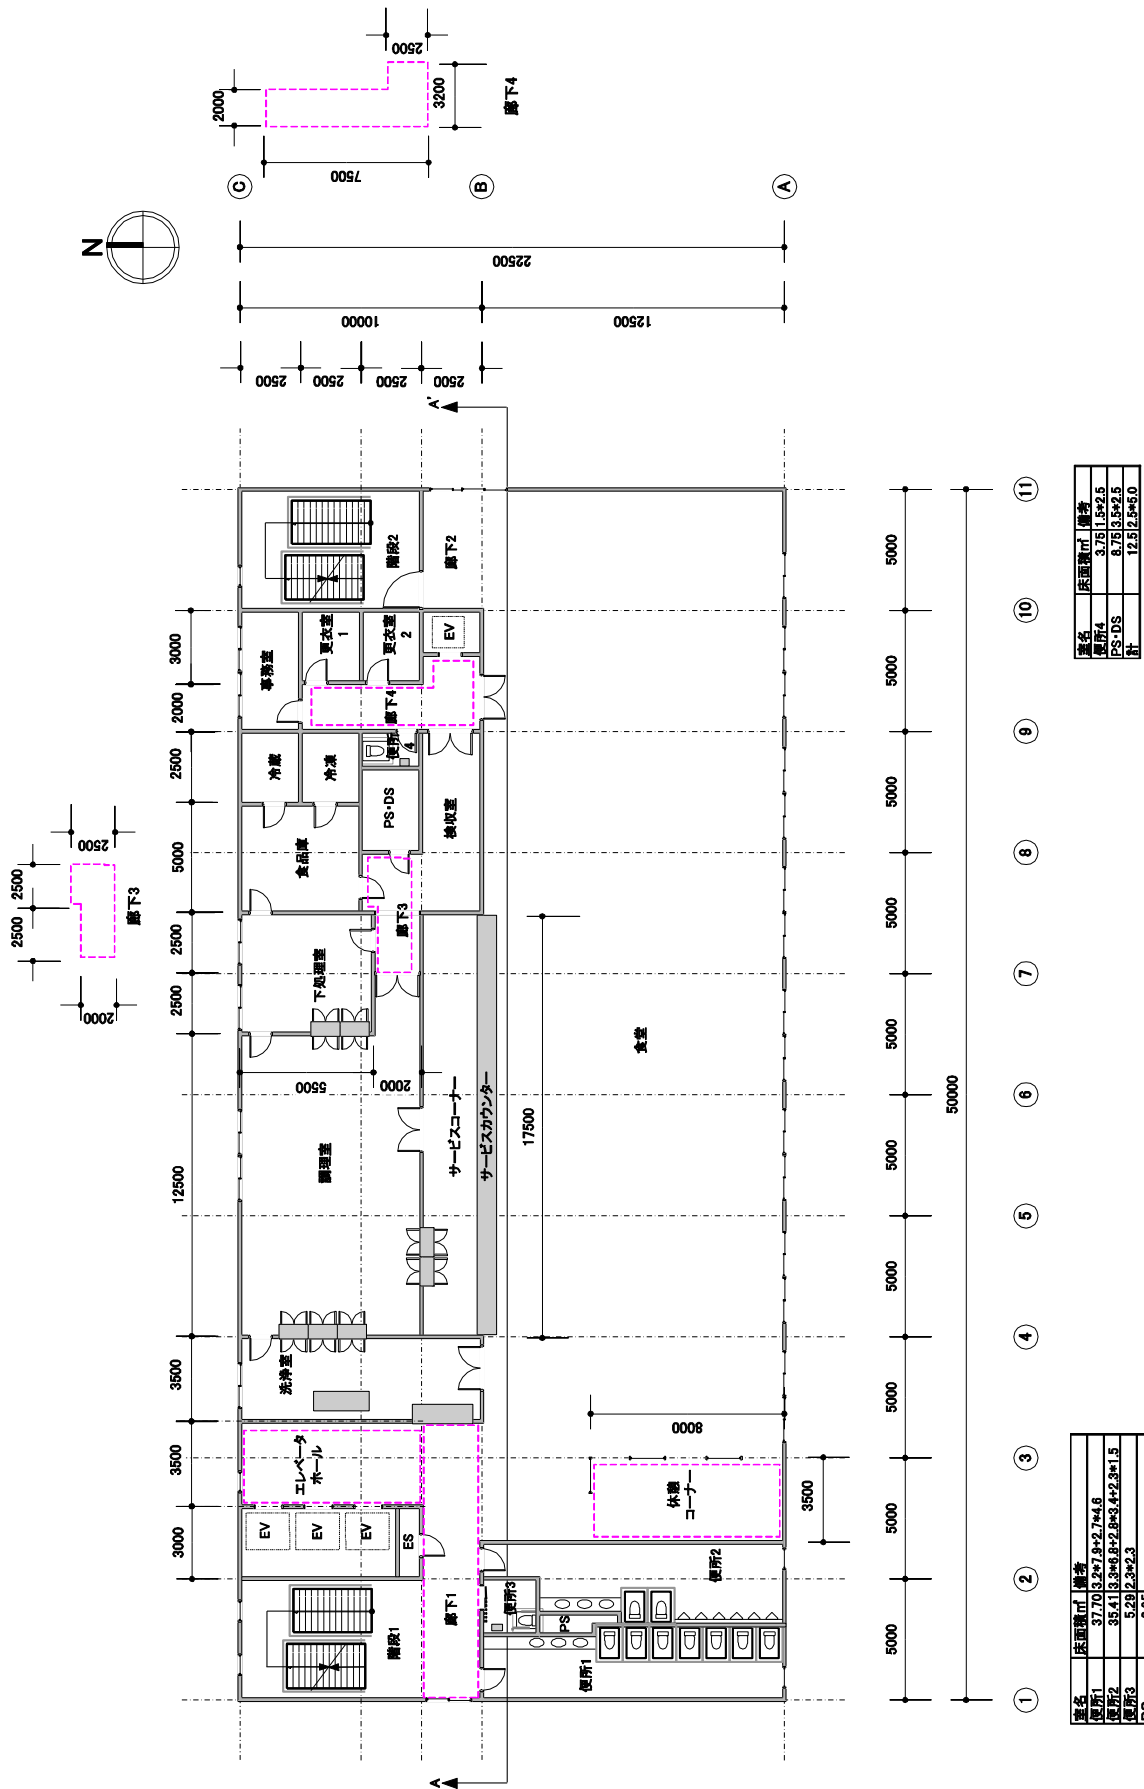 2500
2000
3200
廊下4
7500
N
C
B
A
22500
10000
12500
2500
2500
2500
2500
A'
2500
2500
2500
2000
廊下3
3000
2000
2500
5000
2500
2500
12500
3500
3500
3000
階段2
廊下2
事務室
更衣室
1
更衣室
2
EV
廊下4
冷蔵
冷凍
便所
4
PS・DS
検収室
食品庫
廊下3
下処理室
5500
2000
調理室
サービスコーナー
サービスカウンター
17500
食堂
洗浄室
エレベータ
ホール
EV
EV
EV
ES
階段1
廊下1
休憩
コーナー
8000
3500
便所3
PS
便所2
便所1
A
5000
5000
5000
5000
5000
5000
5000
5000
5000
5000
50000
11
10
9
8
7
6
5
4
3
2
1
室名 床面積㎡ 備考
便所4 3.75 1.5*2.5
PS・DS 8.75 3.5*2.5
計 12.5 2.5*5.0
室名 床面積㎡ 備考
便所1 37.70 3.2*7.9+2.7*4.6
便所2 35.41 3.3*6.8+2.8*3.4+2.3*1.5
便所3 5.29 2.3*2.3